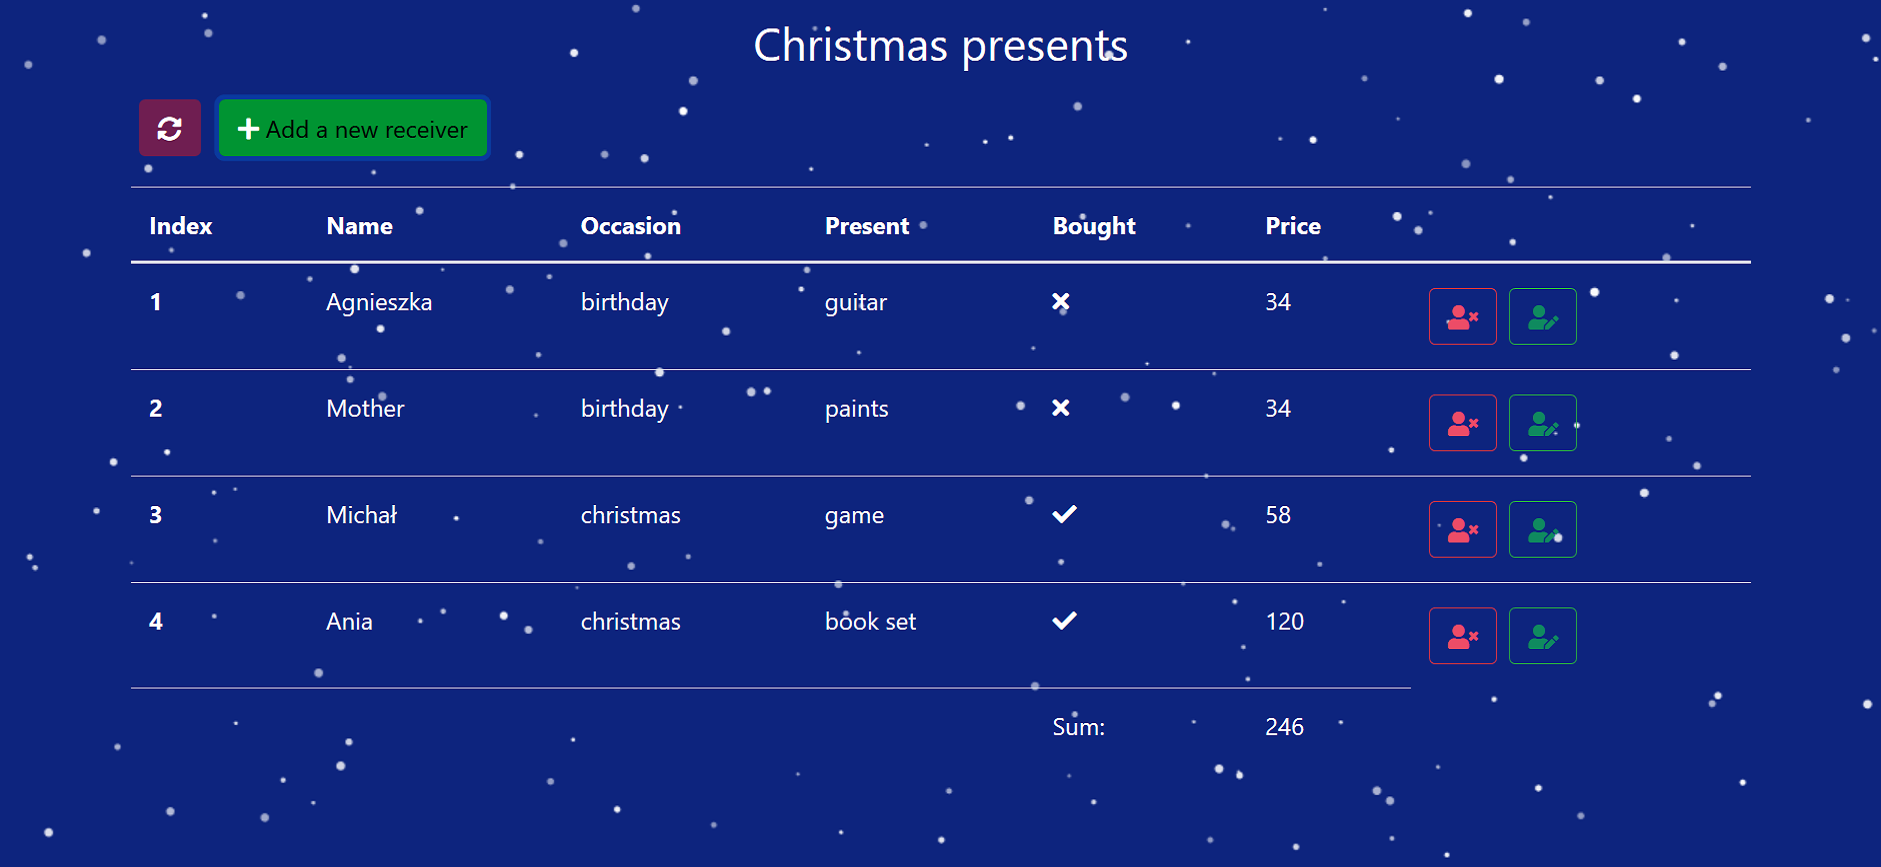 Christmas presents
Add a new receiver
Index Name Occasion Present Bought Price
1 Agnieszka birthday guitar 34
2 Mother birthday paints 34
3 Michał christmas game 58
4 Ania christmas book set 120
Sum: 246